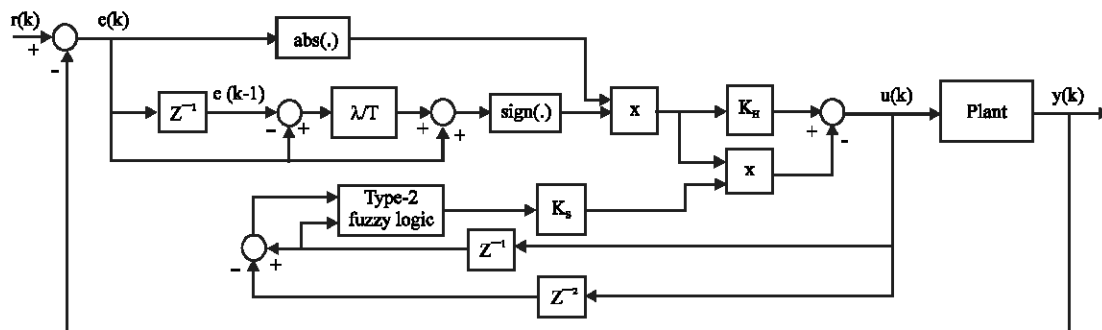 r(k)
e(k)
+
-
abs(.)
Z⁻¹
e (k-1)
-
+
λ/T
+
+
sign(.)
x
K_H
+
-
u(k)
Plant
y(k)
x
Type-2
fuzzy logic
K_S
-
+
Z⁻¹
Z⁻²